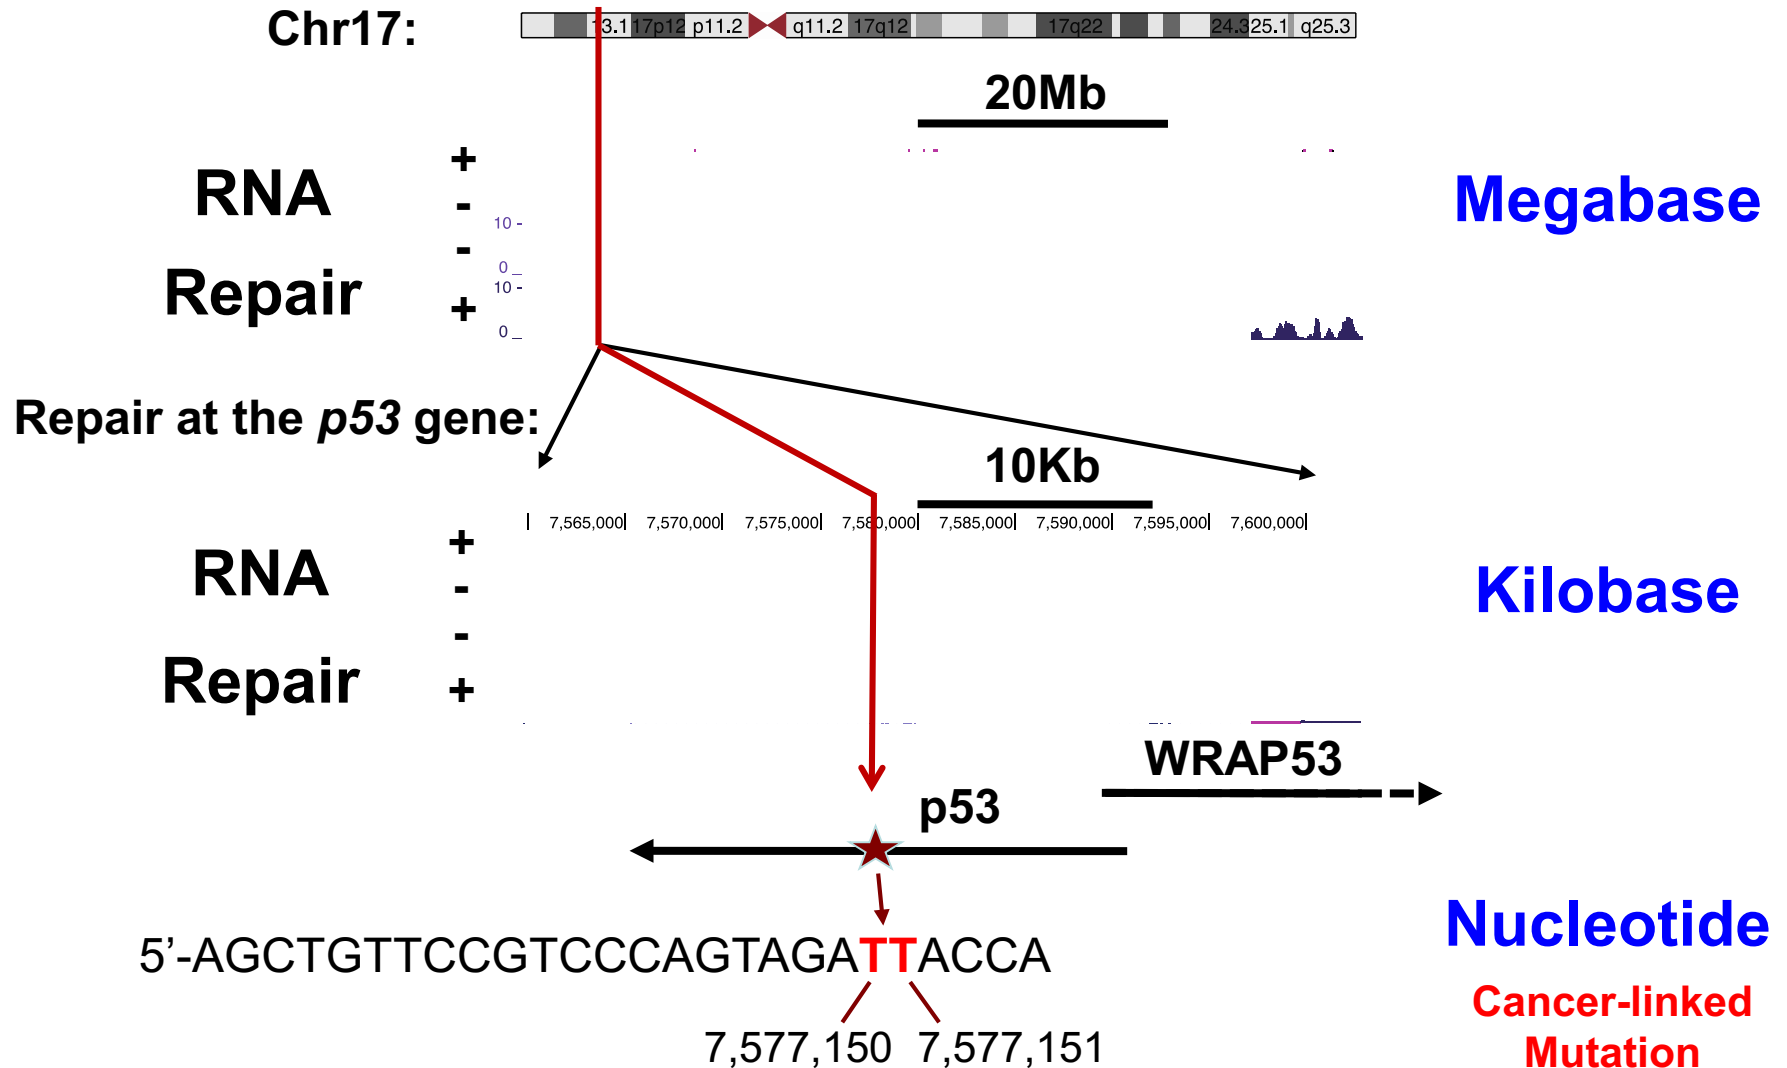 Chr17:
13.1 17p12 p11.2 q11.2 17q12 17q22 24.3 25.1 q25.3
20Mb
+
RNA
-
10 -
-
0 _
Repair
10 -
+
0 _
Megabase
Repair at the p53 gene:
10Kb
7,565,000| 7,570,000| 7,575,000| 7,580,000| 7,585,000| 7,590,000| 7,595,000| 7,600,000|
+
RNA
-
-
Repair
+
Kilobase
WRAP53
p53
Nucleotide
5’-AGCTGTTCCGTCCCAGTAGATTACCA
7,577,150 7,577,151
Cancer-linked
Mutation